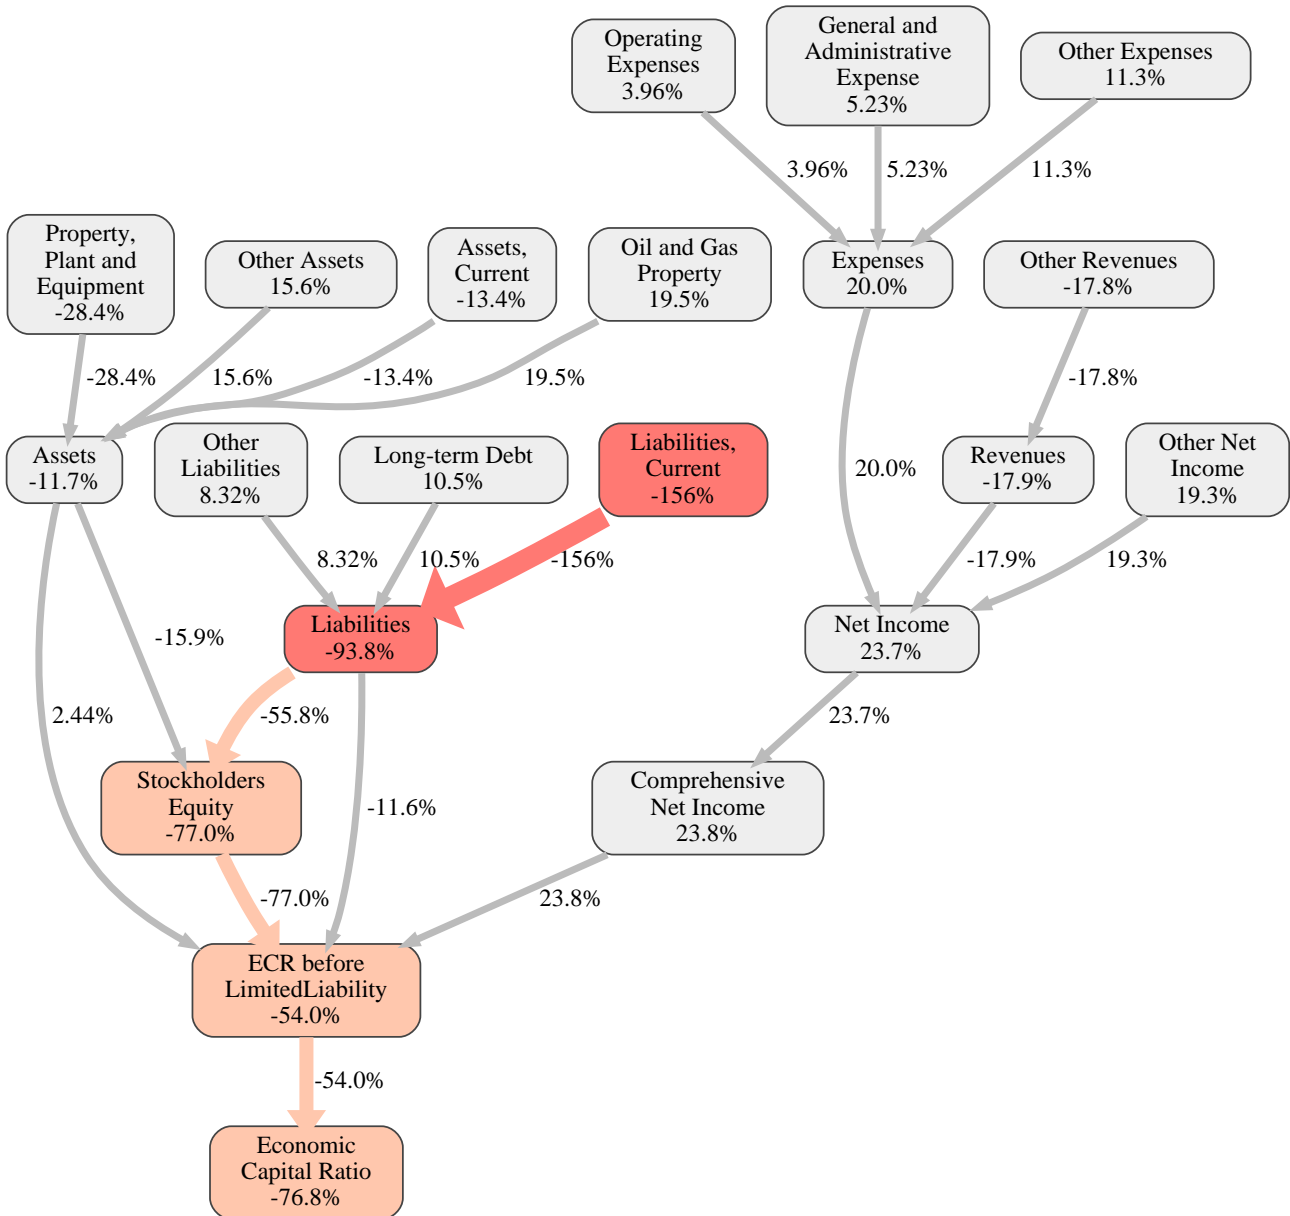 Operating
Expenses
3.96%
General and
Administrative
Expense
5.23%
Other Expenses
11.3%
3.96%
5.23%
11.3%
Property,
Plant and
Equipment
-28.4%
Other Assets
15.6%
Assets,
Current
-13.4%
Oil and Gas
Property
19.5%
Expenses
20.0%
Other Revenues
-17.8%
-28.4%
15.6%
-13.4%
19.5%
-17.8%
Assets
-11.7%
Other
Liabilities
8.32%
Long-term Debt
10.5%
Liabilities,
Current
-156%
20.0%
Revenues
-17.9%
Other Net
Income
19.3%
8.32%
10.5%
-156%
-17.9%
19.3%
-15.9%
Liabilities
-93.8%
Net Income
23.7%
2.44%
-55.8%
23.7%
Stockholders
Equity
-77.0%
-11.6%
Comprehensive
Net Income
23.8%
-77.0%
23.8%
ECR before
LimitedLiability
-54.0%
-54.0%
Economic
Capital Ratio
-76.8%